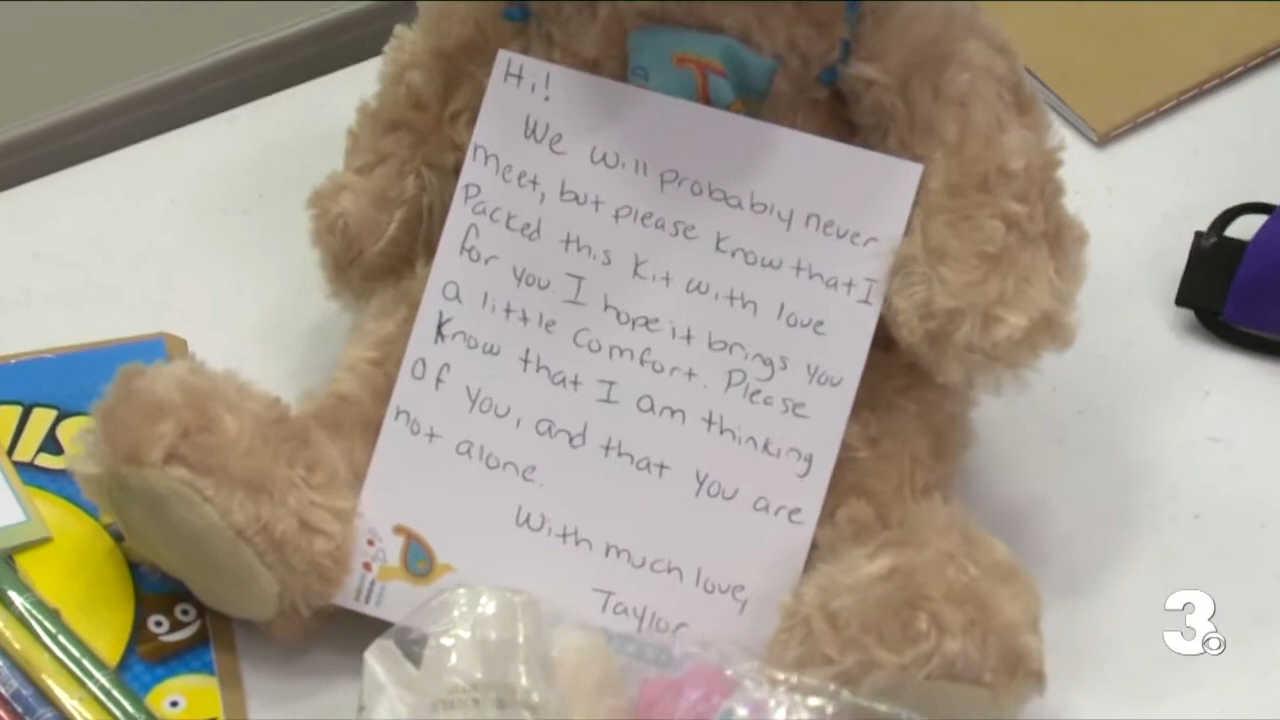 Hi!
We will probably never
meet, but please know that I
Packed this kit with love
for you. I hope it brings you
a little comfort. Please
Know that I am thinking
of you, and that you are
not alone.
With much love,
Taylor
3